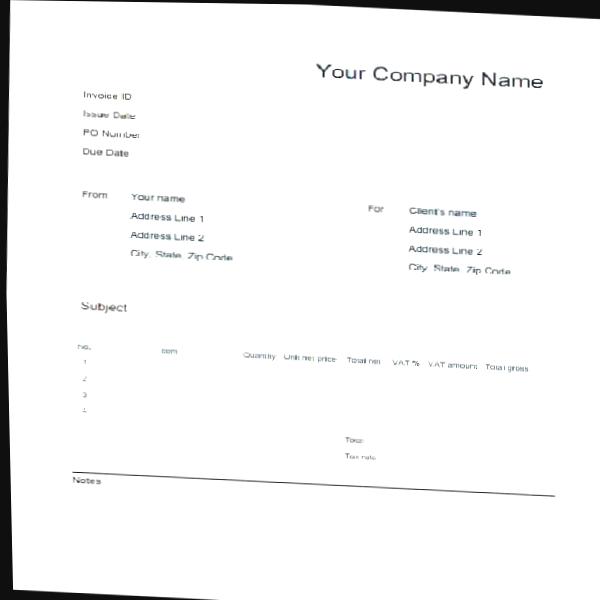 Your Company Name
Invoice ID
Issue Date
PO Number
Due Date
From Your name
Address Line 1
Address Line 2
City, State, Zip Code
For Client's name
Address Line 1
Address Line 2
City, State, Zip Code
Subject
No. Item Quantity Unit net price Total net VAT % VAT amount Total gross
1
2
3
4
Total
Tax rate
Notes